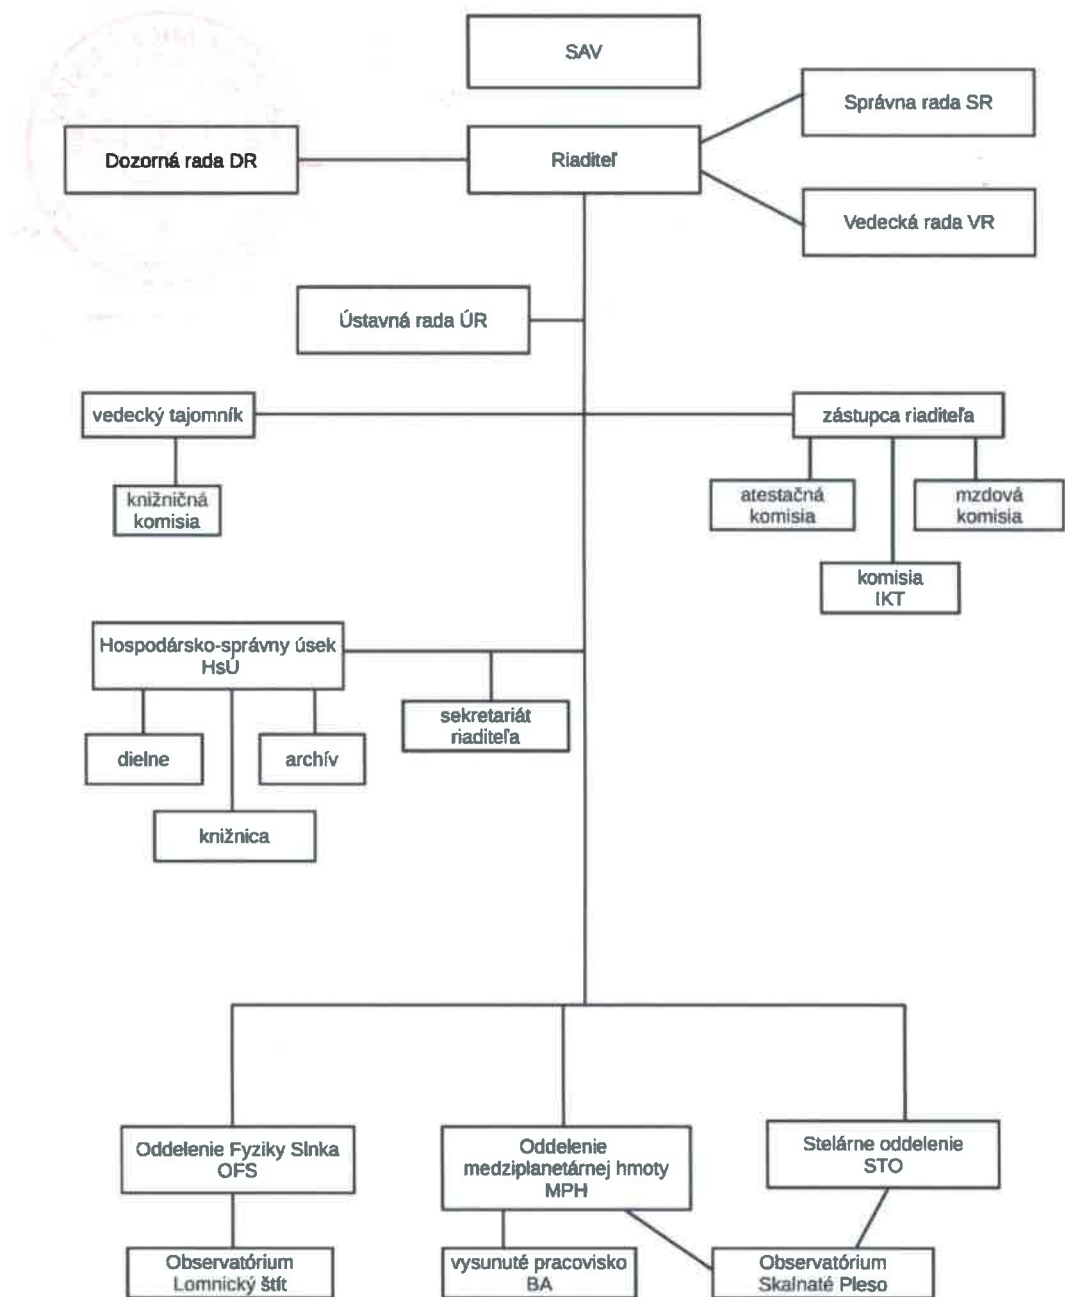 SAV
Správna rada SR
Dozorná rada DR
Riaditeľ
Vedecká rada VR
Ústavná rada ÚR
vedecký tajomník
zástupca riaditeľa
knižničná
komisia
atestačná
komisia
mzdová
komisia
komisia
IKT
Hospodársko-správny úsek
HsÚ
sekretariát
riaditeľa
dielne
archív
knižnica
Oddelenie Fyziky Slnka
OFS
Oddelenie
medziplanetárnej hmoty
MPH
Stelárne oddelenie
STO
Observatórium
Lomnický štít
vysunuté pracovisko
BA
Observatórium
Skalnaté Pleso